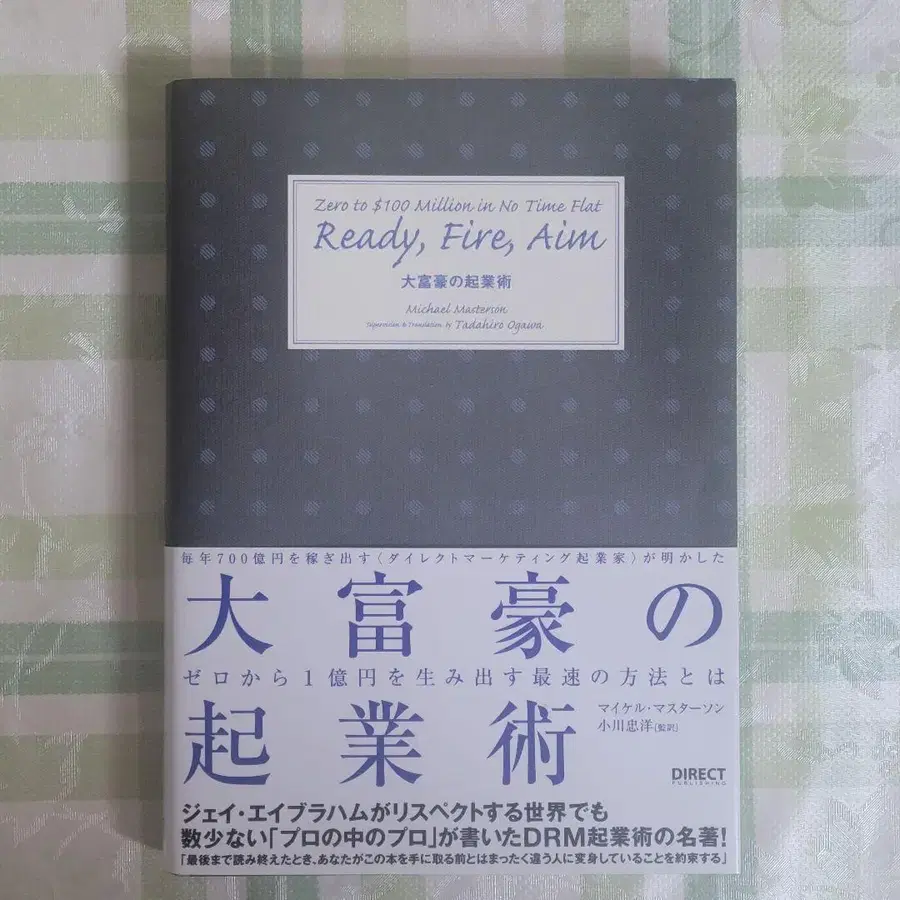 Zero to $100 Million in No Time Flat
Ready, Fire, Aim
大富豪の起業術
Michael Masterson
Supervision & Translation by Tadahiro Ogawa
毎年700億円を稼ぎ出す〈ダイレクトマーケティング起業家〉が明かした
大富豪の
ゼロから1億円を生み出す最速の方法とは
起業術
マイケル・マスターソン
小川忠洋[監訳]
DIRECT
PUBLISHING
ジェイ・エイブラハムがリスペクトする世界でも
数少ない「プロの中のプロ」が書いたDRM起業術の名著!
「最後まで読み終えたとき、あなたがこの本を手に取る前とはまったく違う人に変身していることを約束する」